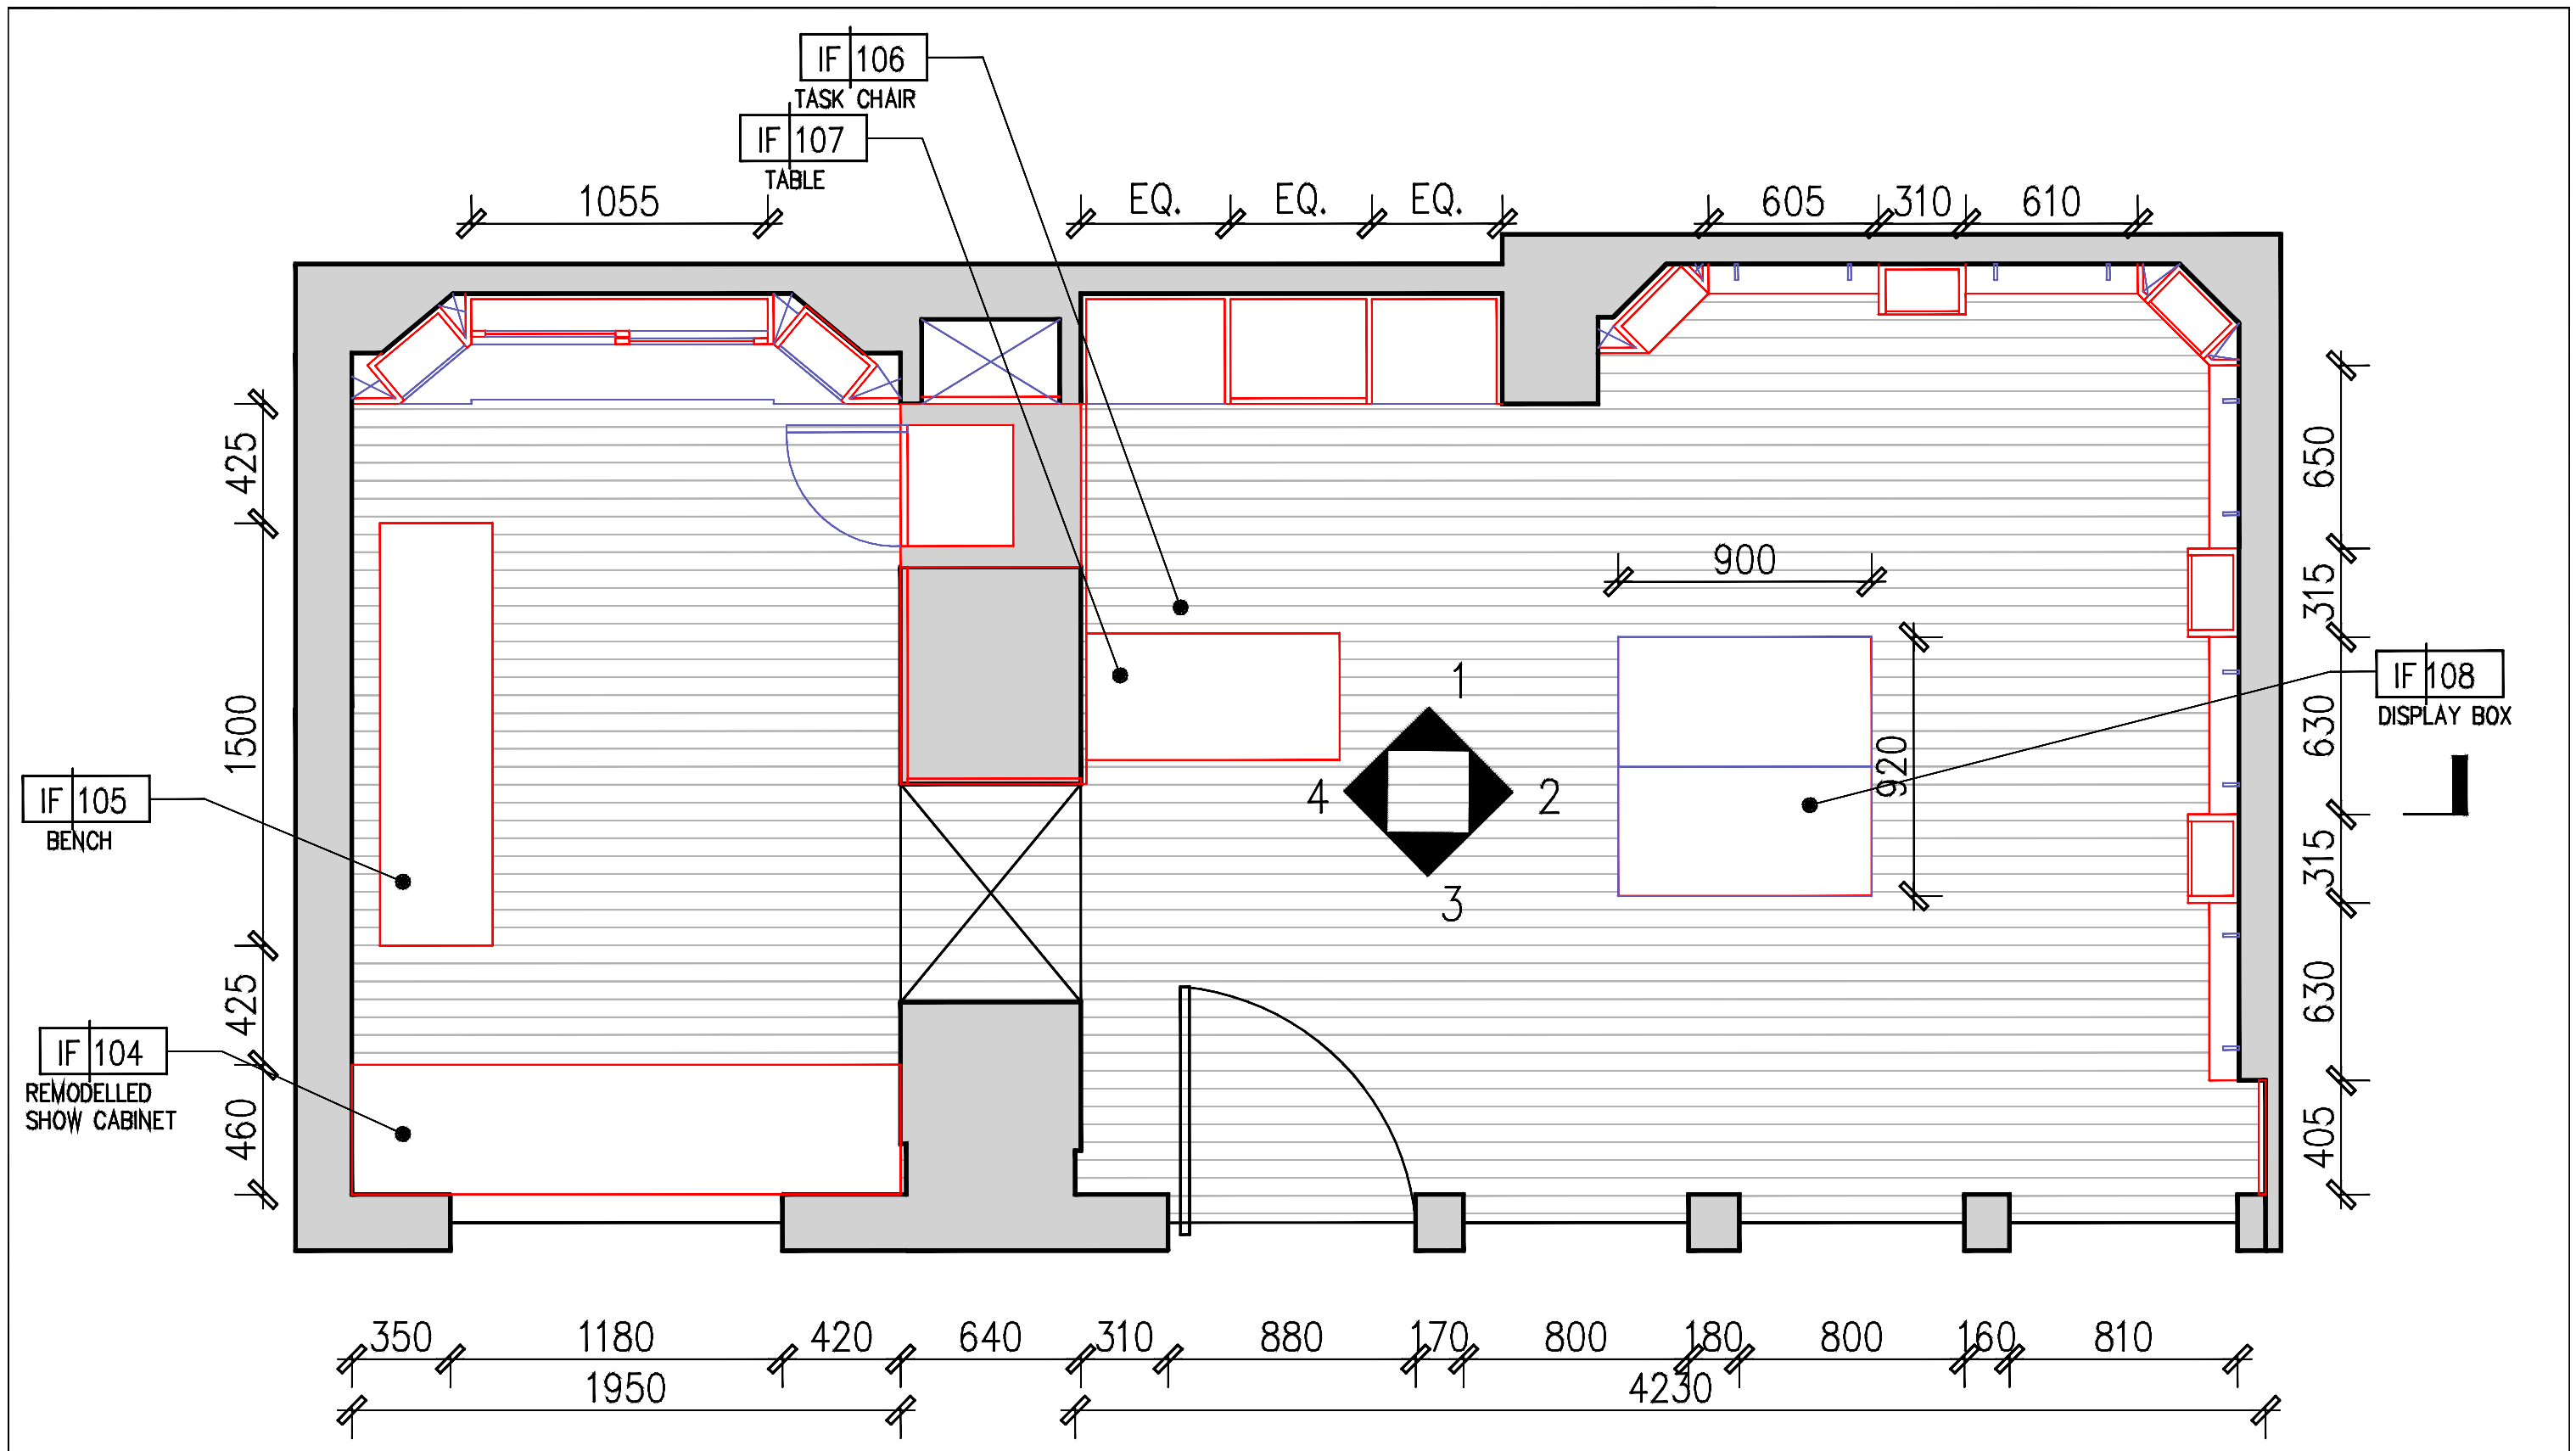 IF 106
TASK CHAIR
IF 107
TABLE
1055
EQ. EQ. EQ.
605 310 610
425
1500
425
460
650
315
630
315
630
405
900
920
1
2
3
4
IF 108
DISPLAY BOX
IF 105
BENCH
IF 104
REMODELLED
SHOW CABINET
350 1180 420 640 310 880 170 800 180 800 160 810
1950 4230